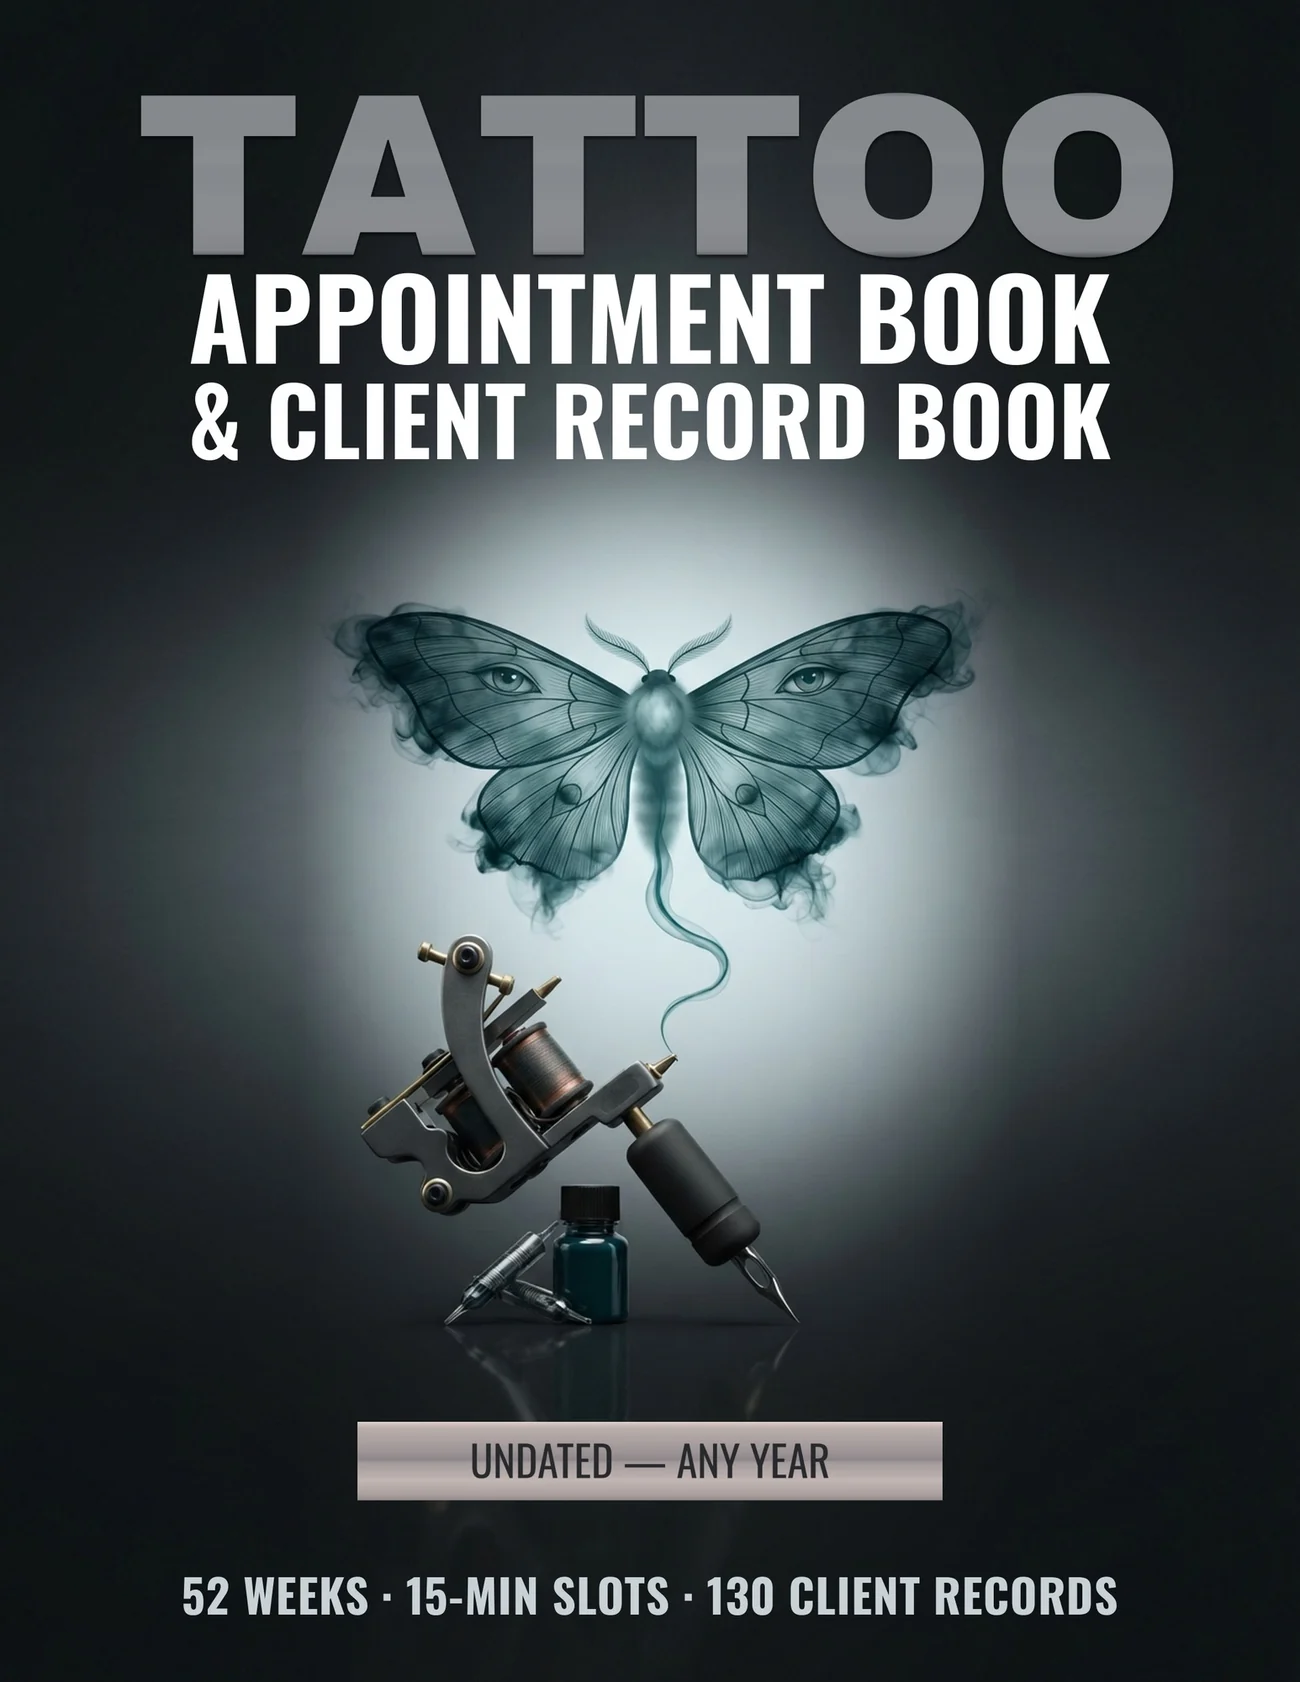 TATTOO
APPOINTMENT BOOK
& CLIENT RECORD BOOK
UNDATED — ANY YEAR
52 WEEKS · 15-MIN SLOTS · 130 CLIENT RECORDS